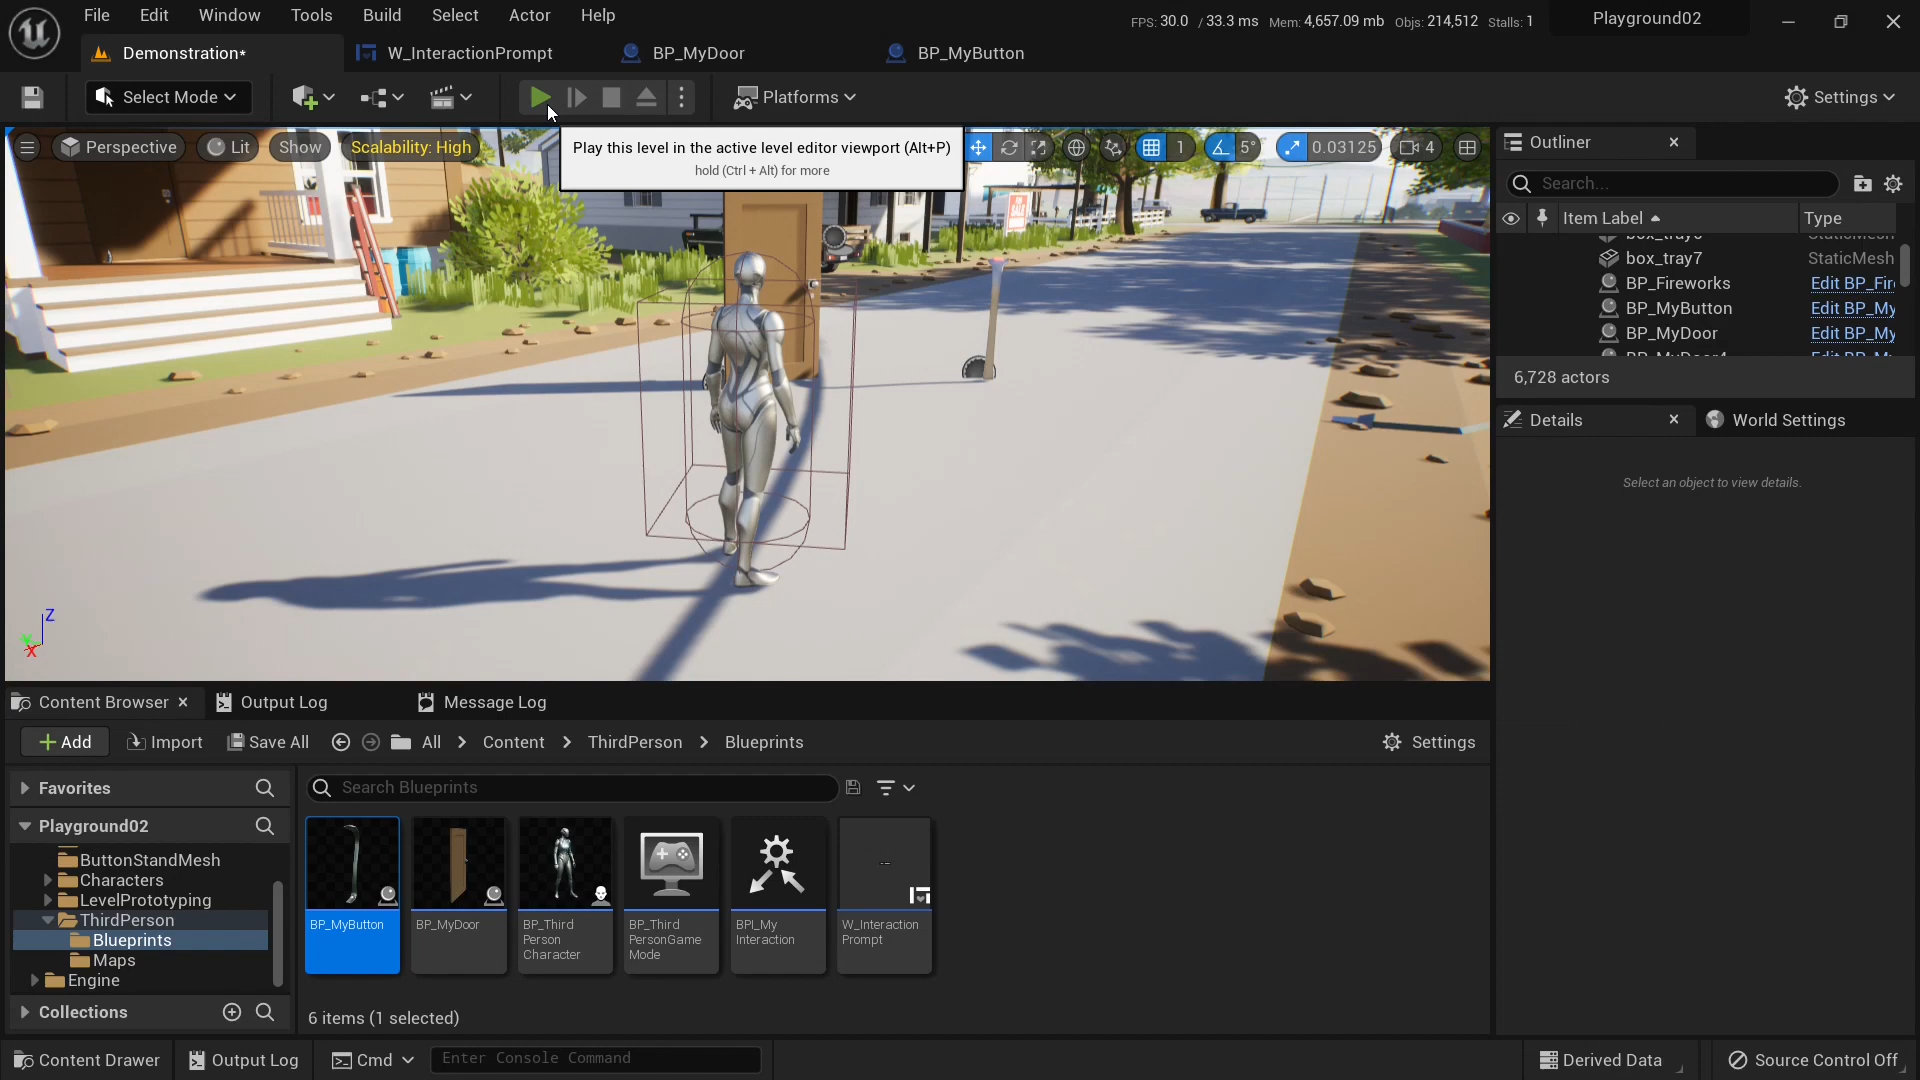 File Edit Window Tools Build Select Actor Help
FPS: 30.0 / 33.3 ms Mem: 4,657.09 mb Objs: 214,512 Stalls: 1
Playground02
Demonstration*
W_InteractionPrompt
BP_MyDoor
BP_MyButton
Select Mode
Platforms
Settings
Perspective
Lit
Show
Scalability: High
Play this level in the active level editor viewport (Alt+P)
hold (Ctrl + Alt) for more
1
5°
0.03125
4
SALE
Z
Y
X
Outliner
Search...
Item Label
Type
box_tray7 StaticMesh
BP_Fireworks Edit BP_Fir
BP_MyButton Edit BP_My
BP_MyDoor Edit BP_My
6,728 actors
Details
World Settings
Select an object to view details.
Content Browser
Output Log
Message Log
Add
Import
Save All
All
Content
ThirdPerson
Blueprints
Settings
Favorites
Playground02
ButtonStandMesh
Characters
LevelPrototyping
ThirdPerson
Blueprints
Maps
Engine
Collections
Search Blueprints
BP_MyButton
BP_MyDoor
BP_Third
Person
Character
BP_Third
PersonGame
Mode
BPI_My
Interaction
W_Interaction
Prompt
6 items (1 selected)
Content Drawer
Output Log
Cmd
Enter Console Command
Derived Data
Source Control Off